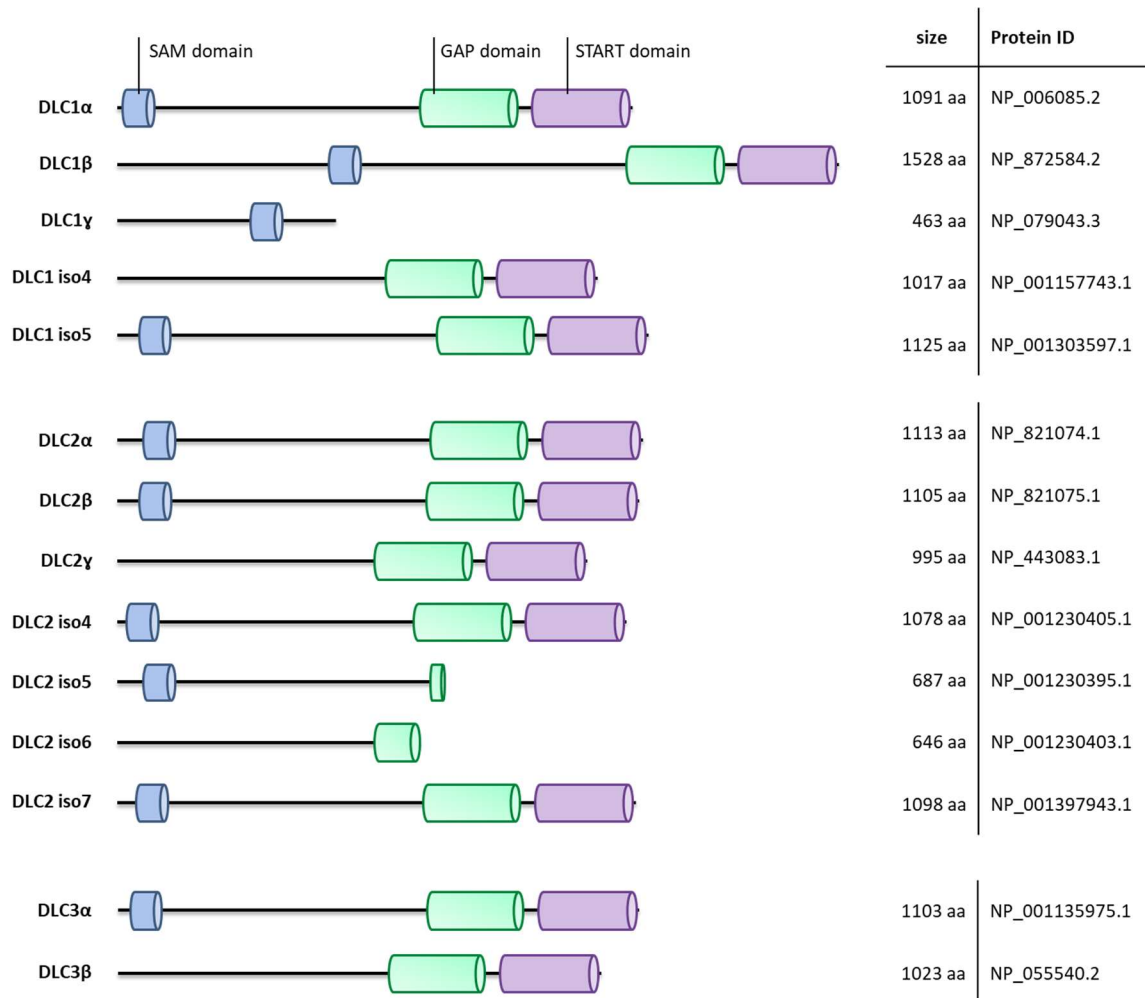 size Protein ID
SAM domain GAP domain START domain
DLC1α 1091 aa NP_006085.2
DLC1β 1528 aa NP_872584.2
DLC1ɣ 463 aa NP_079043.3
DLC1 iso4 1017 aa NP_001157743.1
DLC1 iso5 1125 aa NP_001303597.1
DLC2α 1113 aa NP_821074.1
DLC2β 1105 aa NP_821075.1
DLC2ɣ 995 aa NP_443083.1
DLC2 iso4 1078 aa NP_001230405.1
DLC2 iso5 687 aa NP_001230395.1
DLC2 iso6 646 aa NP_001230403.1
DLC2 iso7 1098 aa NP_001397943.1
DLC3α 1103 aa NP_001135975.1
DLC3β 1023 aa NP_055540.2